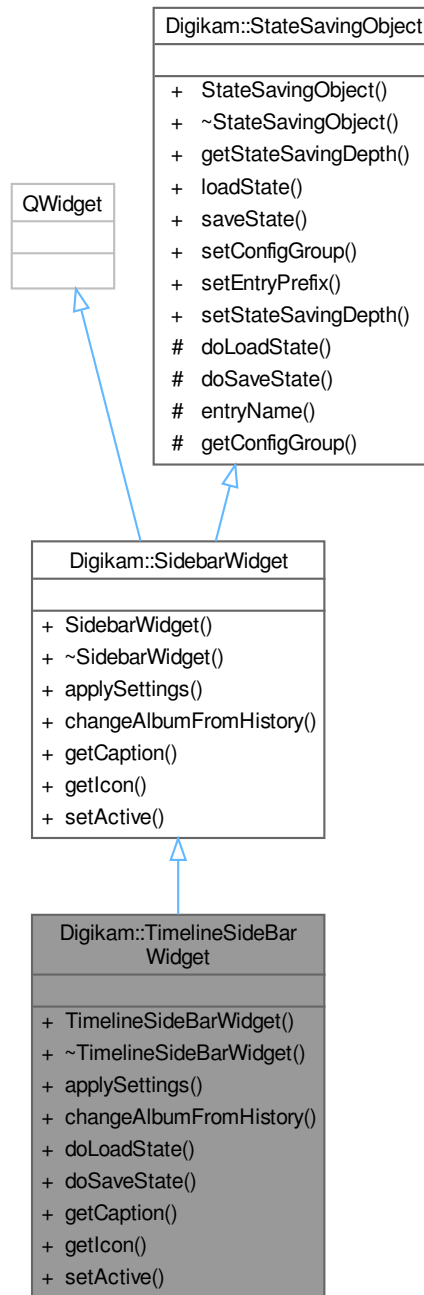 Digikam::StateSavingObject
+ StateSavingObject()
+ ~StateSavingObject()
+ getStateSavingDepth()
+ loadState()
+ saveState()
+ setConfigGroup()
+ setEntryPrefix()
+ setStateSavingDepth()
# doLoadState()
# doSaveState()
# entryName()
# getConfigGroup()
QWidget
Digikam::SidebarWidget
+ SidebarWidget()
+ ~SidebarWidget()
+ applySettings()
+ changeAlbumFromHistory()
+ getCaption()
+ getIcon()
+ setActive()
Digikam::TimelineSideBar
Widget
+ TimelineSideBarWidget()
+ ~TimelineSideBarWidget()
+ applySettings()
+ changeAlbumFromHistory()
+ doLoadState()
+ doSaveState()
+ getCaption()
+ getIcon()
+ setActive()